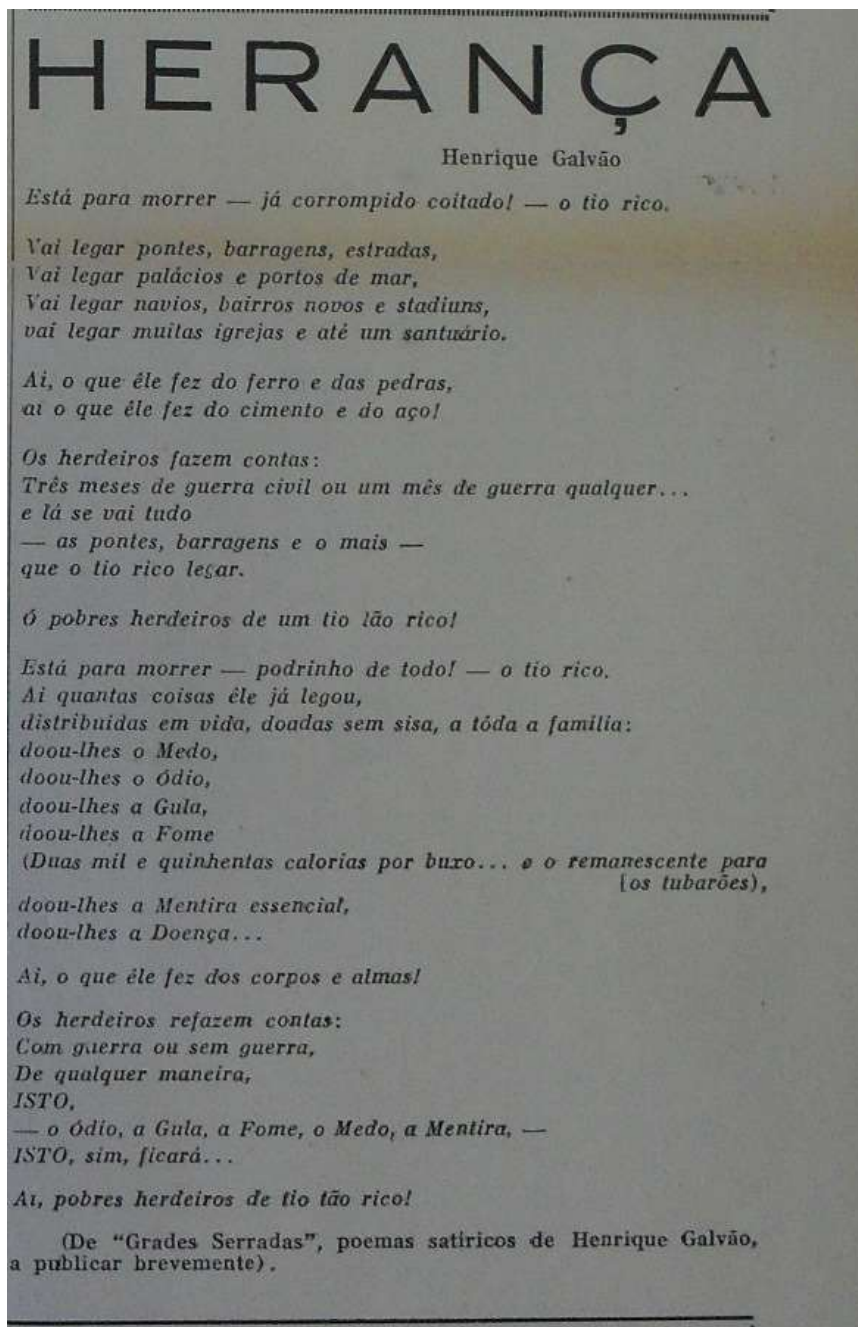 HERANÇA
Henrique Galvão
Está para morrer — já corrompido coitado! — o tio rico.
Vai legar pontes, barragens, estradas,
Vai legar palácios e portos de mar,
Vai legar navios, bairros novos e stadiuns,
vai legar muitas igrejas e até um santuário.
Ai, o que êle fez do ferro e das pedras,
ai o que êle fez do cimento e do aço!
Os herdeiros fazem contas:
Três meses de guerra civil ou um mês de guerra qualquer...
e lá se vai tudo
— as pontes, barragens e o mais —
que o tio rico legar.
Ó pobres herdeiros de um tio tão rico!
Está para morrer — podrinho de todo! — o tio rico.
Ai quantas coisas êle já legou,
distribuidas em vida, doadas sem sisa, a tôda a família:
doou-lhes o Medo,
doou-lhes o Ódio,
doou-lhes a Gula,
doou-lhes a Fome
(Duas mil e quinhentas calorias por buxo... e o remanescente para
[os tubarões),
doou-lhes a Mentira essencial,
doou-lhes a Doença...
Ai, o que êle fez dos corpos e almas!
Os herdeiros refazem contas:
Com guerra ou sem guerra,
De qualquer maneira,
ISTO,
— o Ódio, a Gula, a Fome, o Medo, a Mentira, —
ISTO, sim, ficará...
Ai, pobres herdeiros de tio tão rico!
(De “Grades Serradas”, poemas satíricos de Henrique Galvão,
a publicar brevemente).